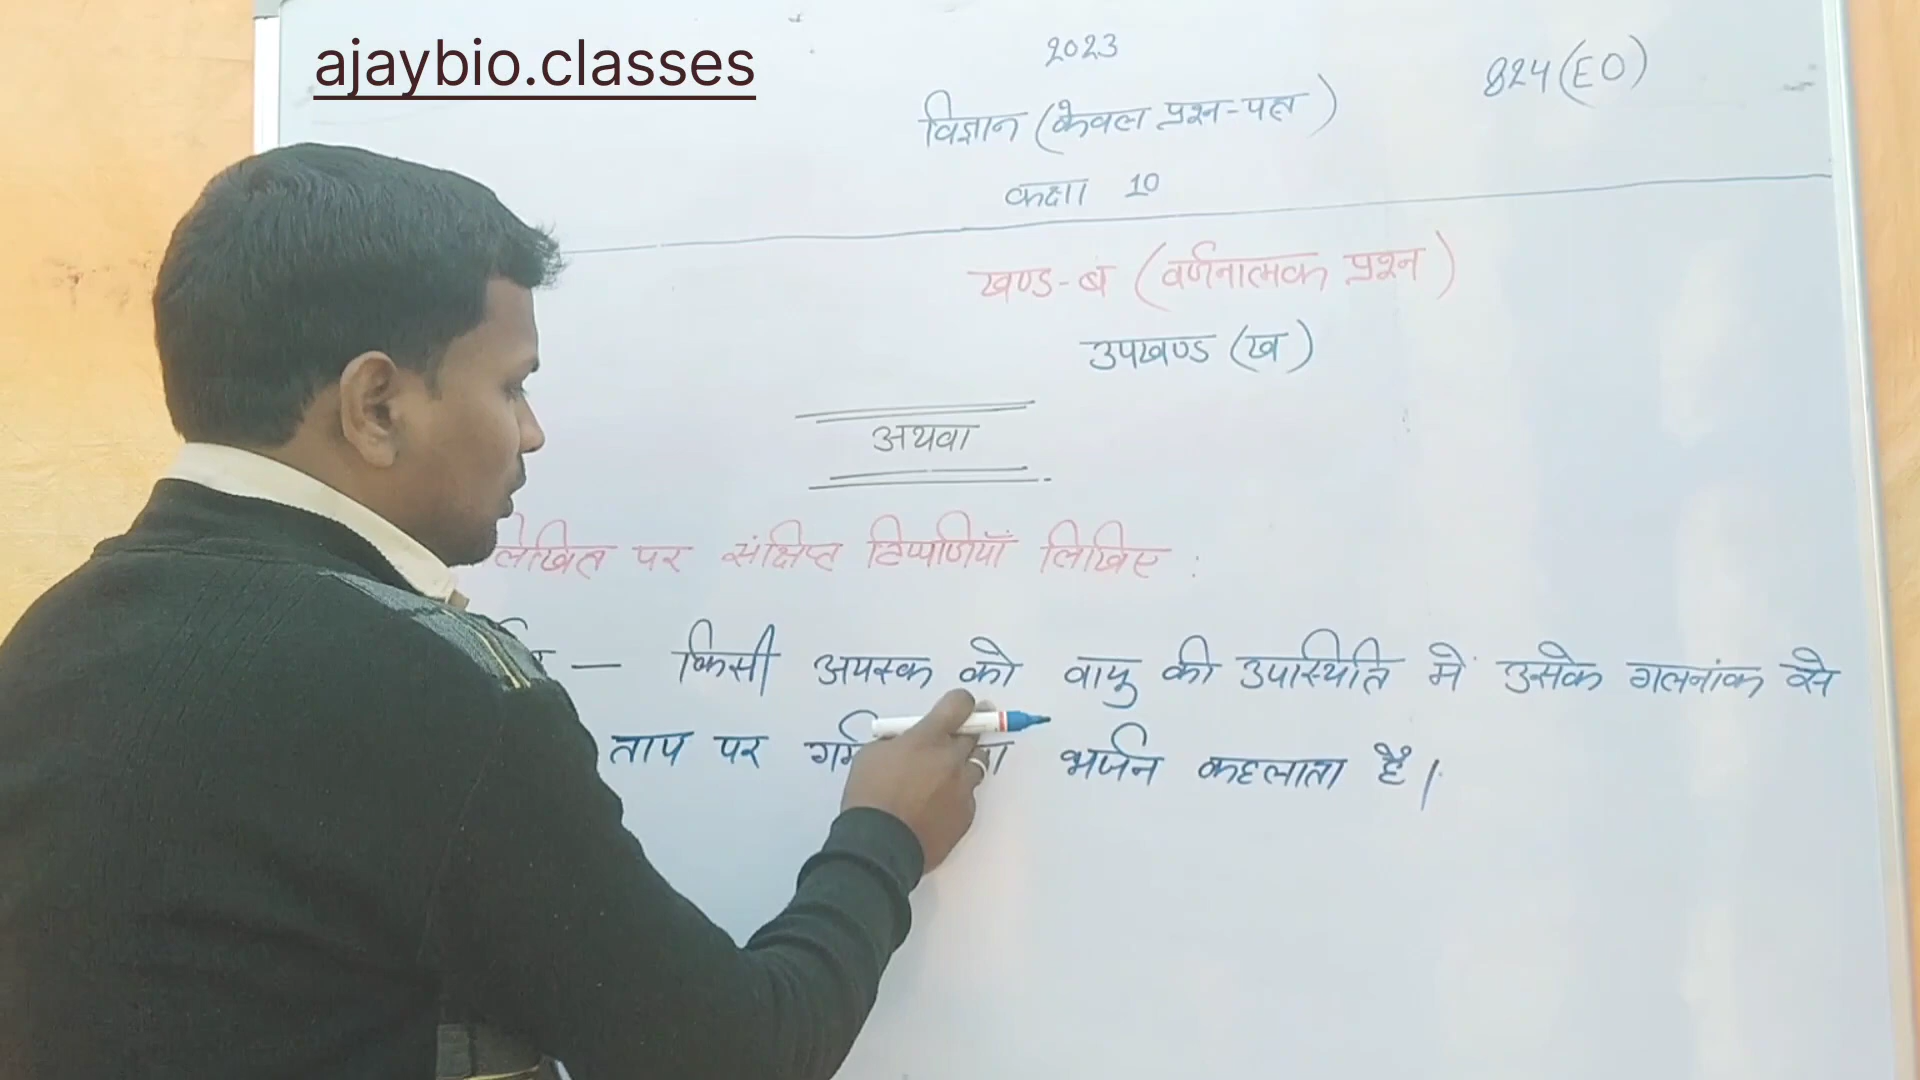 ajaybio.classes
2023
824(EO)
विज्ञान (केवल प्रश्न-पत्र)
कक्षा 10
खण्ड-ब (वर्णनात्मक प्रश्न)
उपखण्ड (ख)
अथवा
लिखित पर संक्षिप्त टिप्पणियाँ लिखिए :
— किसी अयस्क को वायु की उपस्थिति में उसके गलनांक से
ताप पर भर्जन कहलाता है।